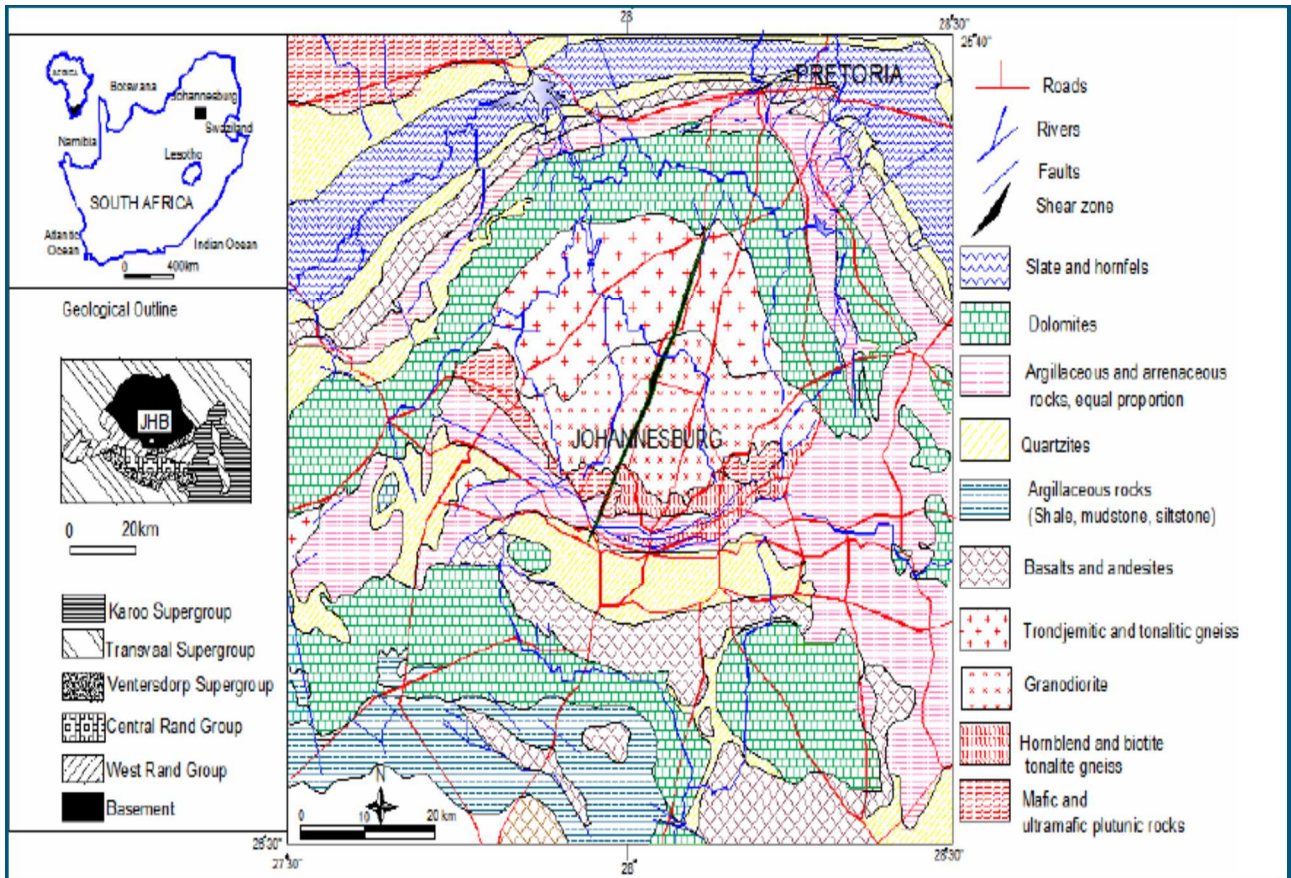 28
28°30'
25°40'
AFRICA
Botswana
Johannesburg
Swaziland
Namibia
Lesotho
SOUTH AFRICA
Atlantic
Ocean
Indian Ocean
0 400km
Geological Outline
JHB
0 20km
Karoo Supergroup
Transvaal Supergroup
Ventersdorp Supergroup
Central Rand Group
West Rand Group
Basement
PRETORIA
JOHANNESBURG
N
0 10 20 km
26°30'
27°30'
28°
26°30'
28°30'
Roads
Rivers
Faults
Shear zone
Slate and hornfels
Dolomites
Argillaceous and arrenaceous
rocks, equal proportion
Quartzites
Argillaceous rocks
(Shale, mudstone, siltstone)
Basalts and andesites
Trondjemitic and tonalitic gneiss
Granodiorite
Hornblend and biotite
tonalite gneiss
Mafic and
ultramafic plutunic rocks